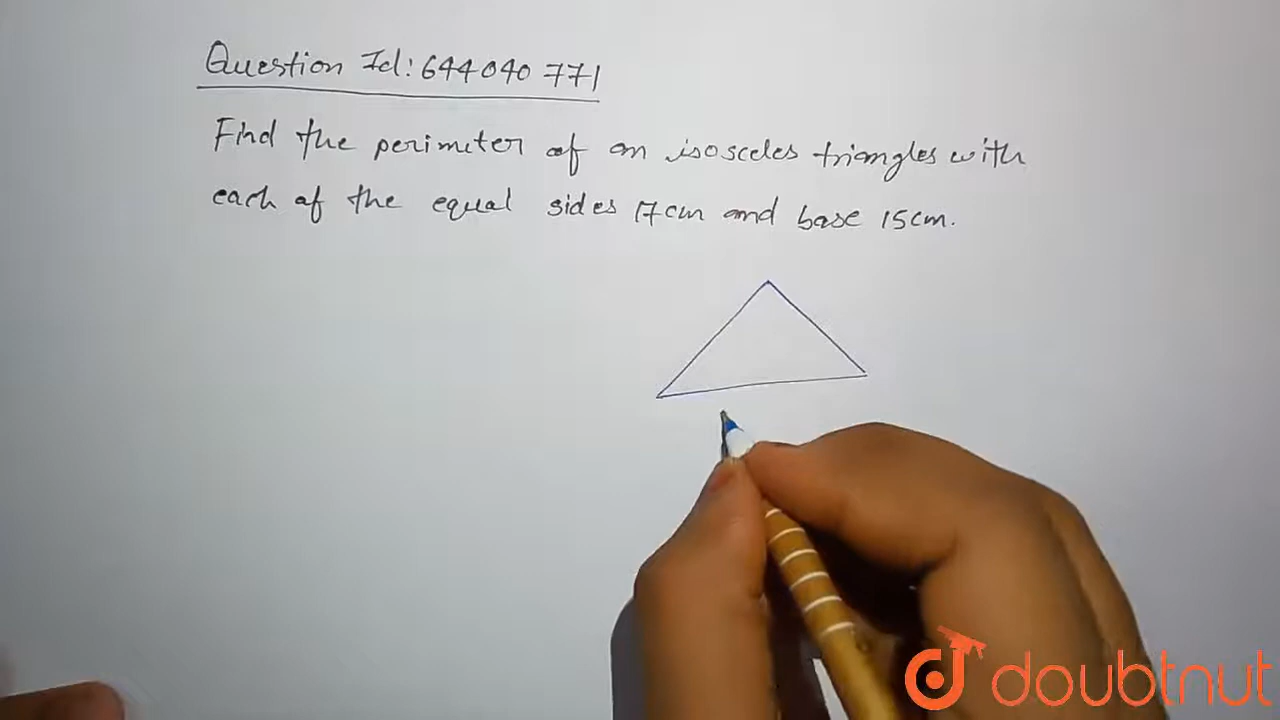 Question Id: 644040771
Find the perimeter of an isosceles triangles with
each of the equal sides 17cm and base 15cm.
doubtnut